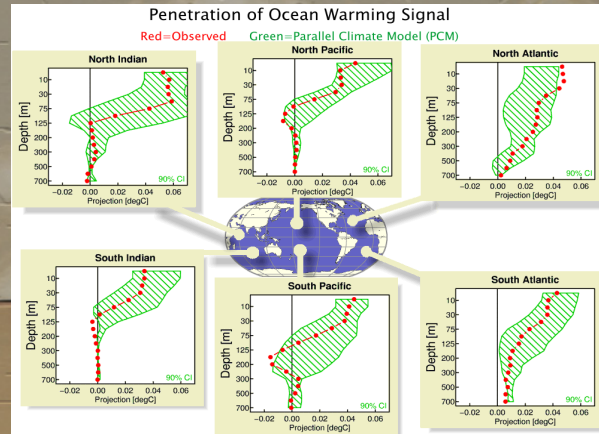 Penetration of Ocean Warming Signal
Red=Observed Green=Parallel Climate Model (PCM)
North Indian
Depth [m]
10
30
75
125
200
300
400
500
700
−0.02 0.00 0.02 0.04 0.06
Projection [degC]
90% CI
North Pacific
Depth [m]
10
30
75
125
200
300
400
500
700
−0.02 0.00 0.02 0.04 0.06
Projection [degC]
90% CI
North Atlantic
Depth [m]
10
30
75
125
200
300
400
500
700
−0.02 0.00 0.02 0.04 0.06
Projection [degC]
90% CI
South Indian
Depth [m]
10
30
75
125
200
300
400
500
700
−0.02 0.00 0.02 0.04 0.06
Projection [degC]
90% CI
South Pacific
Depth [m]
10
30
75
125
200
300
400
500
700
−0.02 0.00 0.02 0.04 0.06
Projection [degC]
90% CI
South Atlantic
Depth [m]
10
30
75
125
200
300
400
500
700
−0.02 0.00 0.02 0.04 0.06
Projection [degC]
90% CI